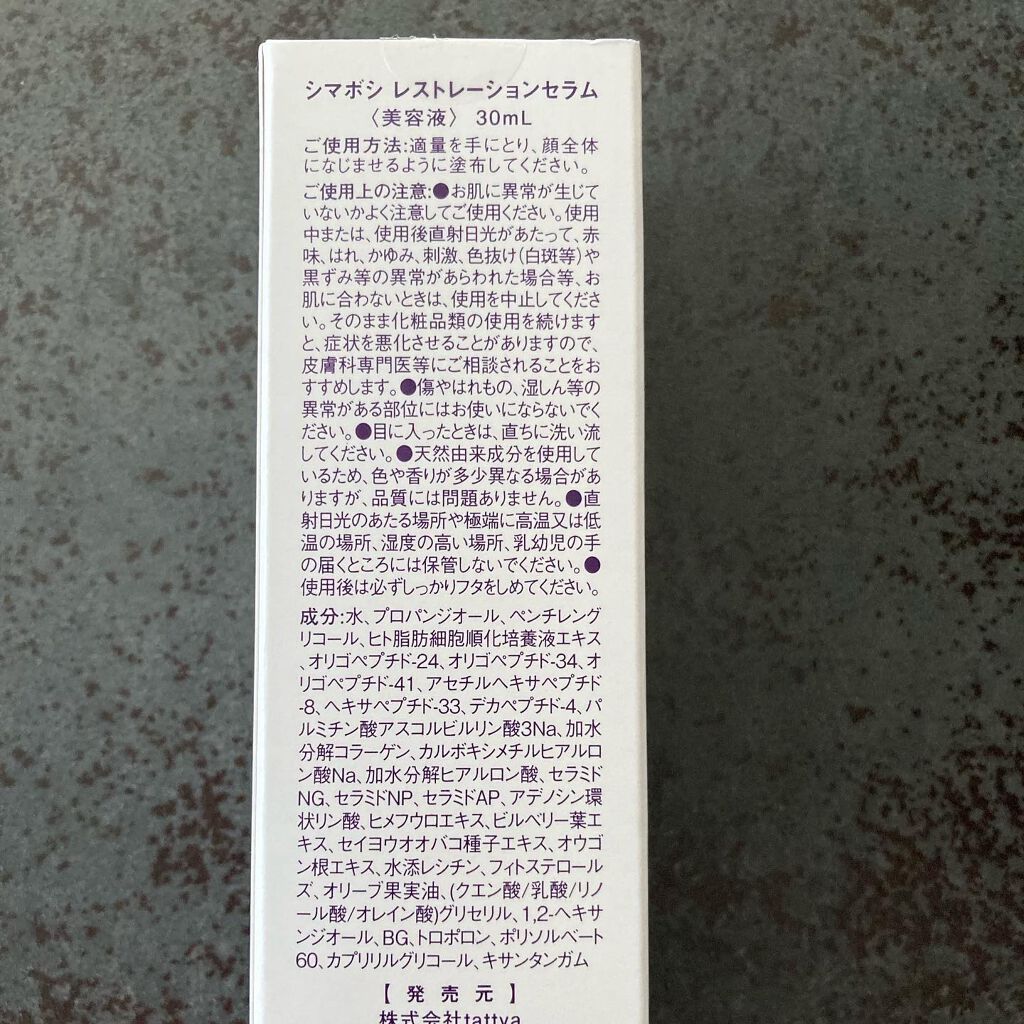 シマボシ レストレーションセラム
〈美容液〉 30mL
ご使用方法:適量を手にとり、顔全体
になじませるように塗布してください。
ご使用上の注意:●お肌に異常が生じて
いないかよく注意してご使用ください。使用
中または、使用後直射日光があたって、赤
味、はれ、かゆみ、刺激、色抜け(白斑等)や
黒ずみ等の異常があらわれた場合等、お
肌に合わないときは、使用を中止してくださ
い。そのまま化粧品類の使用を続けます
と、症状を悪化させることがありますので、
皮膚科専門医等にご相談されることをお
すすめします。●傷やはれもの、湿しん等の
異常がある部位にはお使いにならないでく
ださい。●目に入ったときは、直ちに洗い流
してください。●天然由来成分を使用して
いるため、色や香りが多少異なる場合があ
りますが、品質には問題ありません。●直
射日光のあたる場所や極端に高温又は低
温の場所、湿度の高い場所、乳幼児の手
の届くところには保管しないでください。●
使用後は必ずしっかりフタをしめてください。
成分:水、プロパンジオール、ペンチレング
リコール、ヒト脂肪細胞順化培養液エキス
、オリゴペプチド-24、オリゴペプチド-34、オ
リゴペプチド-41、アセチルヘキサペプチド
-8、ヘキサペプチド-33、デカペプチド-4、パ
ルミチン酸アスコルビルリン酸3Na、加水
分解コラーゲン、カルボキシメチルヒアルロ
ン酸Na、加水分解ヒアルロン酸、セラミド
NG、セラミドNP、セラミドAP、アデノシン環
状リン酸、ヒメフウロエキス、ビルベリー葉エ
キス、セイヨウオオバコ種子エキス、オウゴ
ン根エキス、水添レシチン、フィトステロール
ズ、オリーブ果実油、(クエン酸/乳酸/リノ
ール酸/オレイン酸)グリセリル、1,2-ヘキサ
ンジオール、BG、トロポロン、ポリソルベート
60、カプリリルグリコール、キサンタンガム
【 発 売 元 】
株式会社tattva